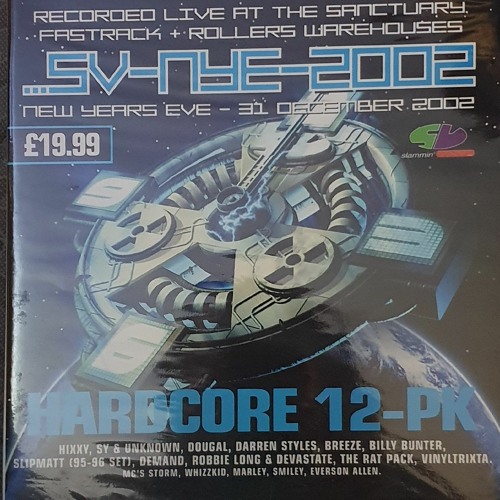 RECORDED LIVE AT THE SANCTUARY,
FASTRACK + ROLLERS WAREHOUSES
...SV-NYE-2002
NEW YEARS EVE - 31 DECEMBER 2002
£19.99
slammin'
HARDCORE 12-PK
HIXXY, SY & UNKNOWN, DOUGAL, DARREN STYLES, BREEZE, BILLY BUNTER,
SLIPMATT (95-96 SET), DEMAND, ROBBIE LONG & DEVASTATE, THE RAT PACK, VINYLTRIXTA.
MC'S STORM, WHIZZKID, MARLEY, SMILEY, EVERSON ALLEN.